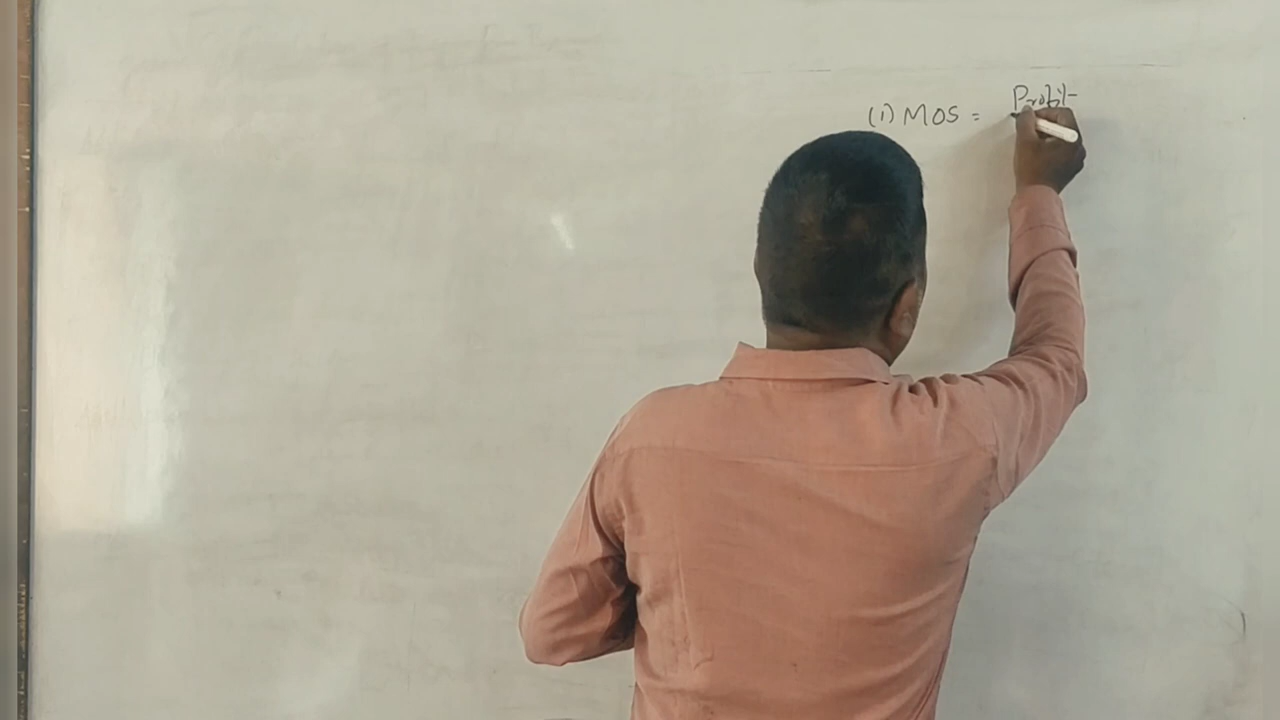 (1) MOS = Profit